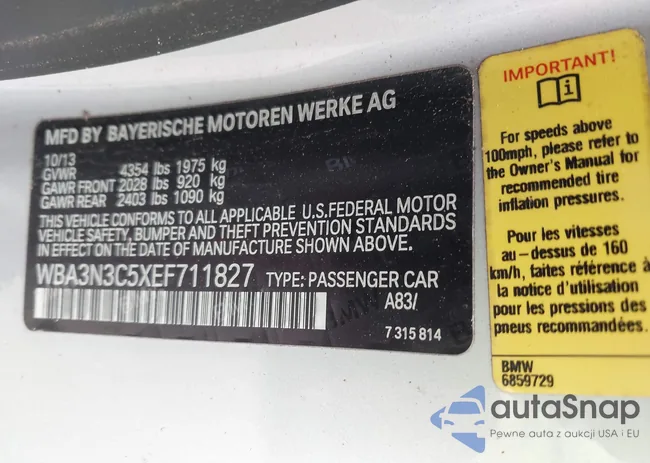 MFD BY BAYERISCHE MOTOREN WERKE AG
10/13
GVWR 4354 lbs 1975 kg
GAWR FRONT 2028 lbs 920 kg
GAWR REAR 2403 lbs 1090 kg
THIS VEHICLE CONFORMS TO ALL APPLICABLE U.S.FEDERAL MOTOR
VEHICLE SAFETY, BUMPER AND THEFT PREVENTION STANDARDS
IN EFFECT ON THE DATE OF MANUFACTURE SHOWN ABOVE.
WBA3N3C5XEF711827 TYPE: PASSENGER CAR
A83/
7 315 814
IMPORTANT!
For speeds above
100mph, please refer to
the Owner's Manual for
recommended tire
inflation pressures.
Pour les vitesses
au-dessus de 160
km/h, faites référence à
la notice d'utilisation
pour les pressions des
pneus recommandées.
BMW
6859729
autaSnap
Pewne auta z aukcji USA i EU